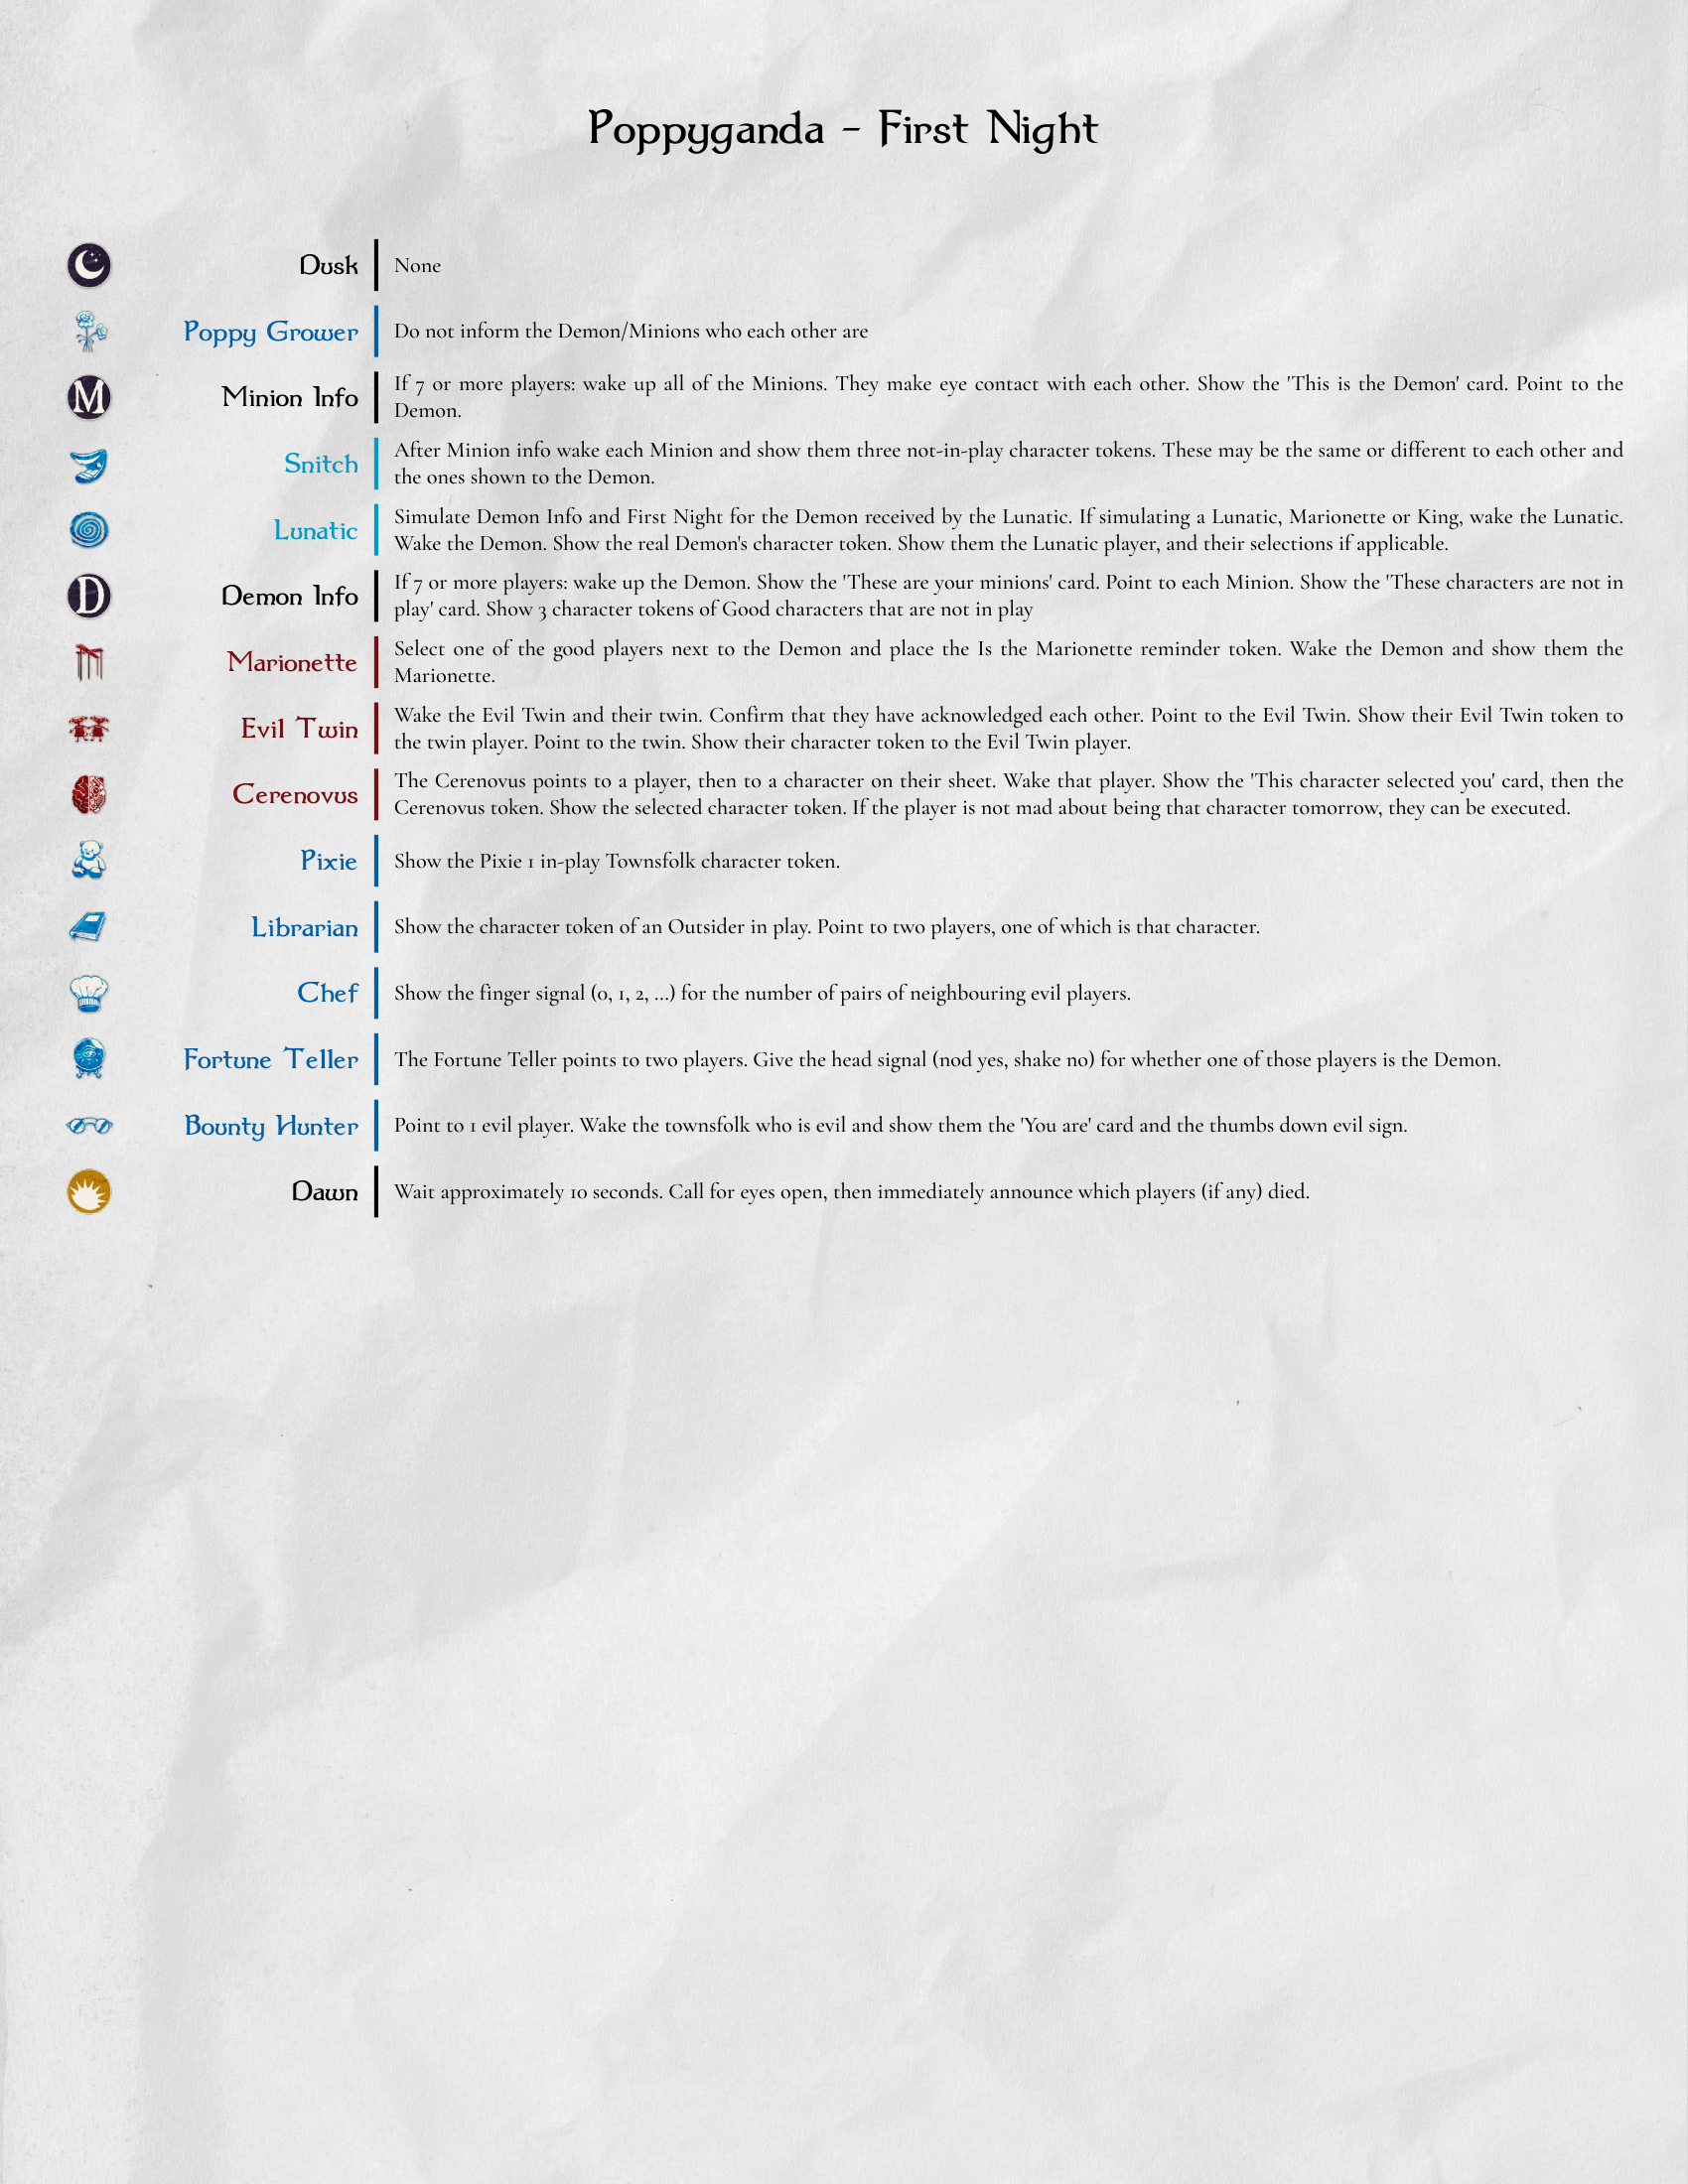 Poppyganda - First Night
Dusk
None
Poppy Grower
Do not inform the Demon/Minions who each other are
M
Minion Info
If 7 or more players: wake up all of the Minions. They make eye contact with each other. Show the 'This is the Demon' card. Point to the
Demon.
Snitch
After Minion info wake each Minion and show them three not-in-play character tokens. These may be the same or different to each other and
the ones shown to the Demon.
Lunatic
Simulate Demon Info and First Night for the Demon received by the Lunatic. If simulating a Lunatic, Marionette or King, wake the Lunatic.
Wake the Demon. Show the real Demon's character token. Show them the Lunatic player, and their selections if applicable.
D
Demon Info
If 7 or more players: wake up the Demon. Show the 'These are your minions' card. Point to each Minion. Show the 'These characters are not in
play' card. Show 3 character tokens of Good characters that are not in play
Marionette
Select one of the good players next to the Demon and place the Is the Marionette reminder token. Wake the Demon and show them the
Marionette.
Evil Twin
Wake the Evil Twin and their twin. Confirm that they have acknowledged each other. Point to the Evil Twin. Show their Evil Twin token to
the twin player. Point to the twin. Show their character token to the Evil Twin player.
Cerenovus
The Cerenovus points to a player, then to a character on their sheet. Wake that player. Show the 'This character selected you' card, then the
Cerenovus token. Show the selected character token. If the player is not mad about being that character tomorrow, they can be executed.
Pixie
Show the Pixie 1 in-play Townsfolk character token.
Librarian
Show the character token of an Outsider in play. Point to two players, one of which is that character.
Chef
Show the finger signal (0, 1, 2, ...) for the number of pairs of neighbouring evil players.
Fortune Teller
The Fortune Teller points to two players. Give the head signal (nod yes, shake no) for whether one of those players is the Demon.
Bounty Hunter
Point to 1 evil player. Wake the townsfolk who is evil and show them the 'You are' card and the thumbs down evil sign.
Dawn
Wait approximately 10 seconds. Call for eyes open, then immediately announce which players (if any) died.